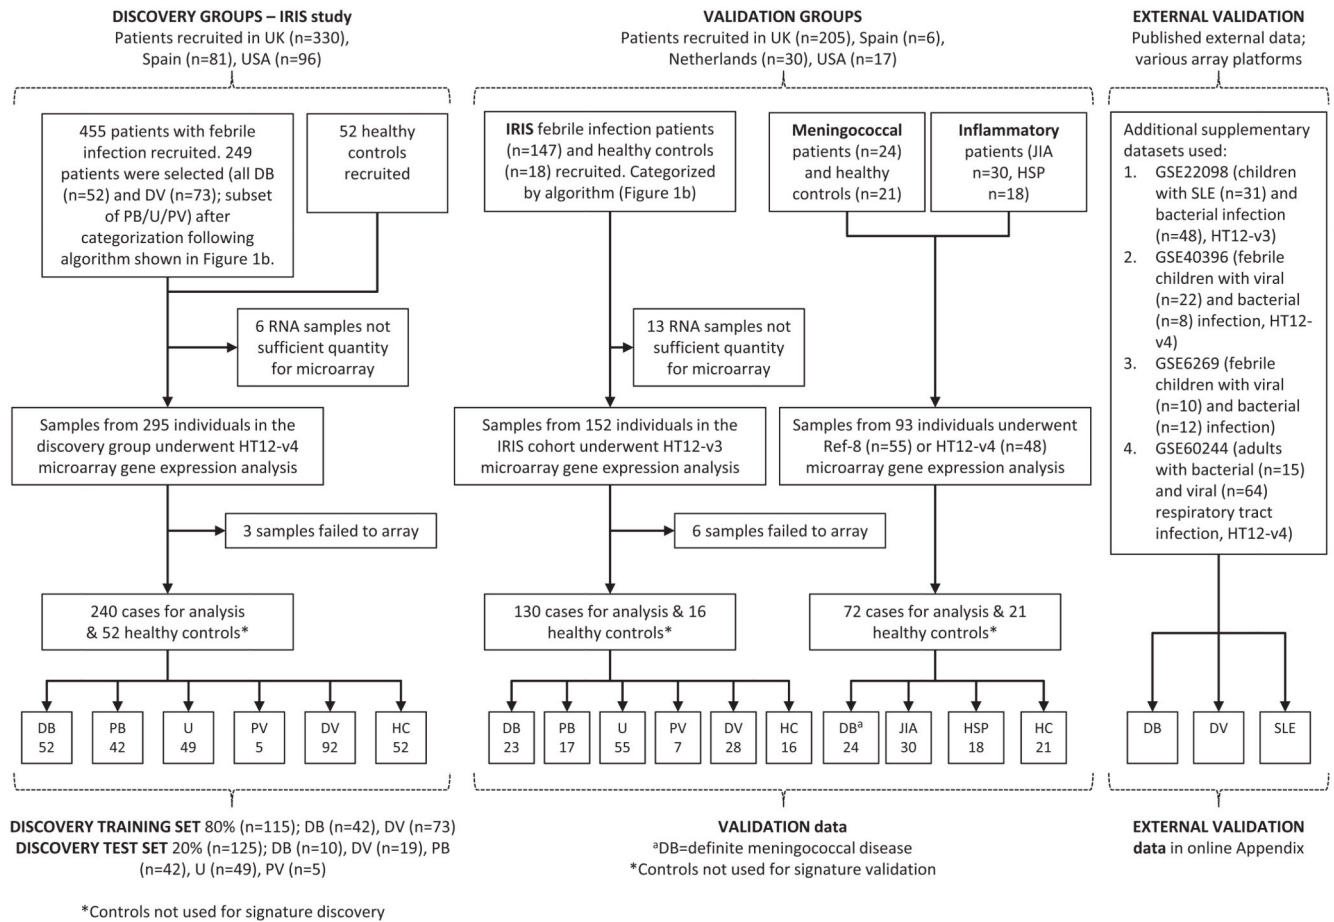 DISCOVERY GROUPS – IRIS study
Patients recruited in UK (n=330),
Spain (n=81), USA (n=96)
455 patients with febrile
infection recruited. 249
patients were selected (all DB
(n=52) and DV (n=73); subset
of PB/U/PV) after
categorization following
algorithm shown in Figure 1b.
52 healthy
controls
recruited
6 RNA samples not
sufficient quantity
for microarray
Samples from 295 individuals in the
discovery group underwent HT12-v4
microarray gene expression analysis
3 samples failed to array
240 cases for analysis
& 52 healthy controls*
DB
52
PB
42
U
49
PV
5
DV
92
HC
52
DISCOVERY TRAINING SET 80% (n=115); DB (n=42), DV (n=73)
DISCOVERY TEST SET 20% (n=125); DB (n=10), DV (n=19), PB
(n=42), U (n=49), PV (n=5)
*Controls not used for signature discovery
VALIDATION GROUPS
Patients recruited in UK (n=205), Spain (n=6),
Netherlands (n=30), USA (n=17)
IRIS febrile infection patients
(n=147) and healthy controls
(n=18) recruited. Categorized
by algorithm (Figure 1b)
Meningococcal
patients (n=24)
and healthy
controls (n=21)
Inflammatory
patients (JIA
n=30, HSP
n=18)
13 RNA samples not
sufficient quantity
for microarray
Samples from 152 individuals in the
IRIS cohort underwent HT12-v3
microarray gene expression analysis
Samples from 93 individuals underwent
Ref-8 (n=55) or HT12-v4 (n=48)
microarray gene expression analysis
6 samples failed to array
130 cases for analysis & 16
healthy controls*
72 cases for analysis & 21
healthy controls*
DB
23
PB
17
U
55
PV
7
DV
28
HC
16
DBᵃ
24
JIA
30
HSP
18
HC
21
VALIDATION data
ᵃDB=definite meningococcal disease
*Controls not used for signature validation
EXTERNAL VALIDATION
Published external data;
various array platforms
Additional supplementary
datasets used:
1. GSE22098 (children
with SLE (n=31) and
bacterial infection
(n=48), HT12-v3)
2. GSE40396 (febrile
children with viral
(n=22) and bacterial
(n=8) infection, HT12-
v4)
3. GSE6269 (febrile
children with viral
(n=10) and bacterial
(n=12) infection)
4. GSE60244 (adults
with bacterial (n=15)
and viral (n=64)
respiratory tract
infection, HT12-v4)
DB
DV
SLE
EXTERNAL VALIDATION
data in online Appendix